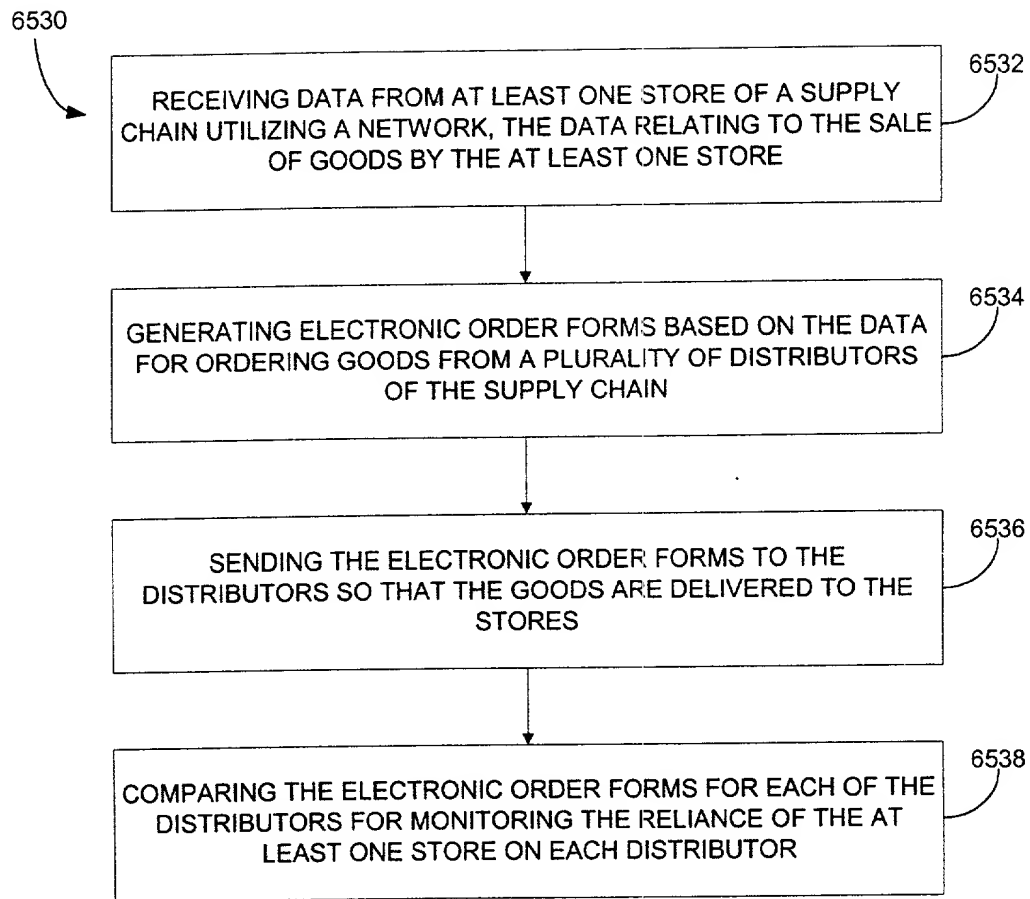 6530
6532
RECEIVING DATA FROM AT LEAST ONE STORE OF A SUPPLY
CHAIN UTILIZING A NETWORK, THE DATA RELATING TO THE SALE
OF GOODS BY THE AT LEAST ONE STORE
6534
GENERATING ELECTRONIC ORDER FORMS BASED ON THE DATA
FOR ORDERING GOODS FROM A PLURALITY OF DISTRIBUTORS
OF THE SUPPLY CHAIN
6536
SENDING THE ELECTRONIC ORDER FORMS TO THE
DISTRIBUTORS SO THAT THE GOODS ARE DELIVERED TO THE
STORES
6538
COMPARING THE ELECTRONIC ORDER FORMS FOR EACH OF THE
DISTRIBUTORS FOR MONITORING THE RELIANCE OF THE AT
LEAST ONE STORE ON EACH DISTRIBUTOR